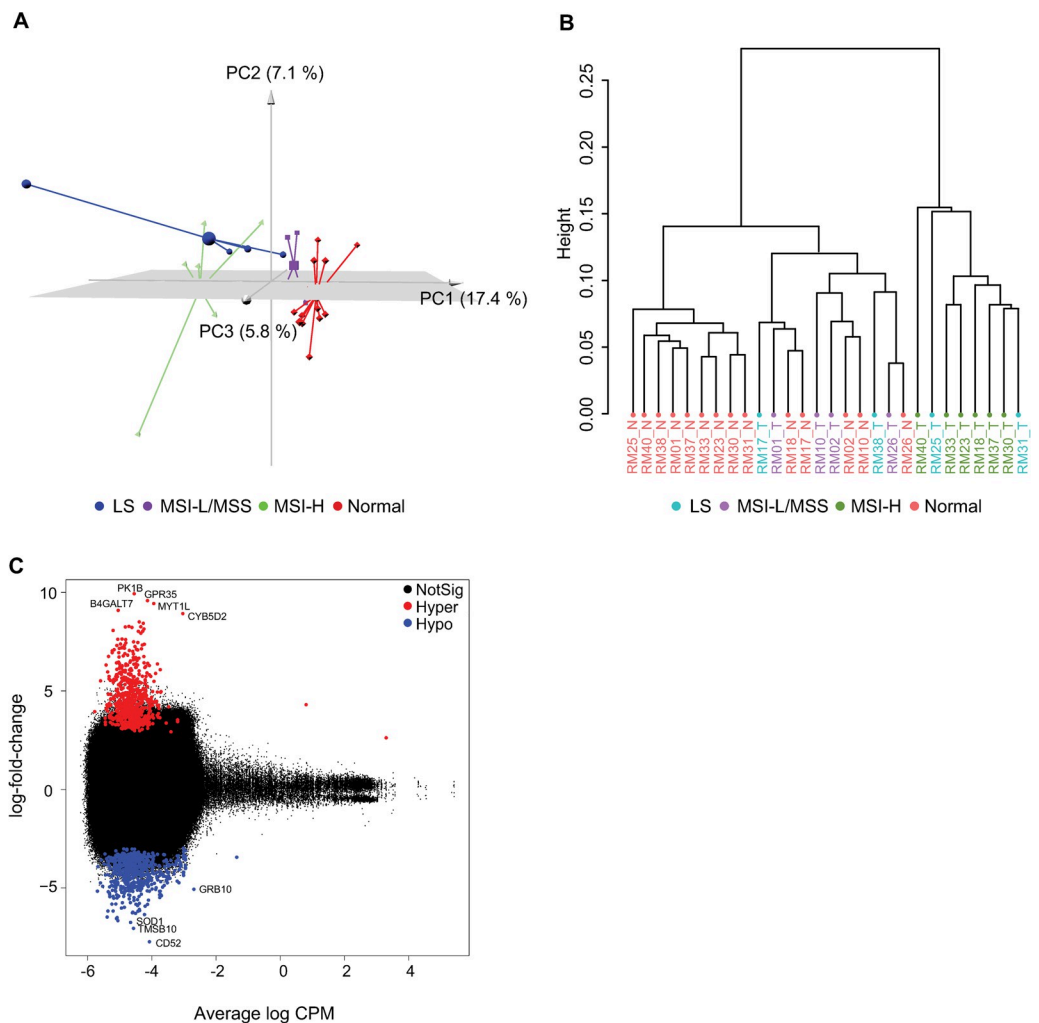 A
PC2 (7.1 %)
PC1 (17.4 %)
PC3 (5.8 %)
LS MSI-L/MSS MSI-H Normal
B
Height
0.25
0.20
0.15
0.10
0.05
0.00
RM25_N
RM40_N
RM38_N
RM01_N
RM37_N
RM33_N
RM23_N
RM30_N
RM31_N
RM17_T
RM01_T
RM18_N
RM17_N
RM10_T
RM02_T
RM02_N
RM10_N
RM38_T
RM26_T
RM26_N
RM40_T
RM25_T
RM33_T
RM23_T
RM18_T
RM37_T
RM30_T
RM31_T
LS MSI-L/MSS MSI-H Normal
C
log-fold-change
10
5
0
−5
PK1B
GPR35
B4GALT7
MYT1L
CYB5D2
NotSig
Hyper
Hypo
GRB10
SOD1
TMSB10
CD52
-6 -4 -2 0 2 4
Average log CPM